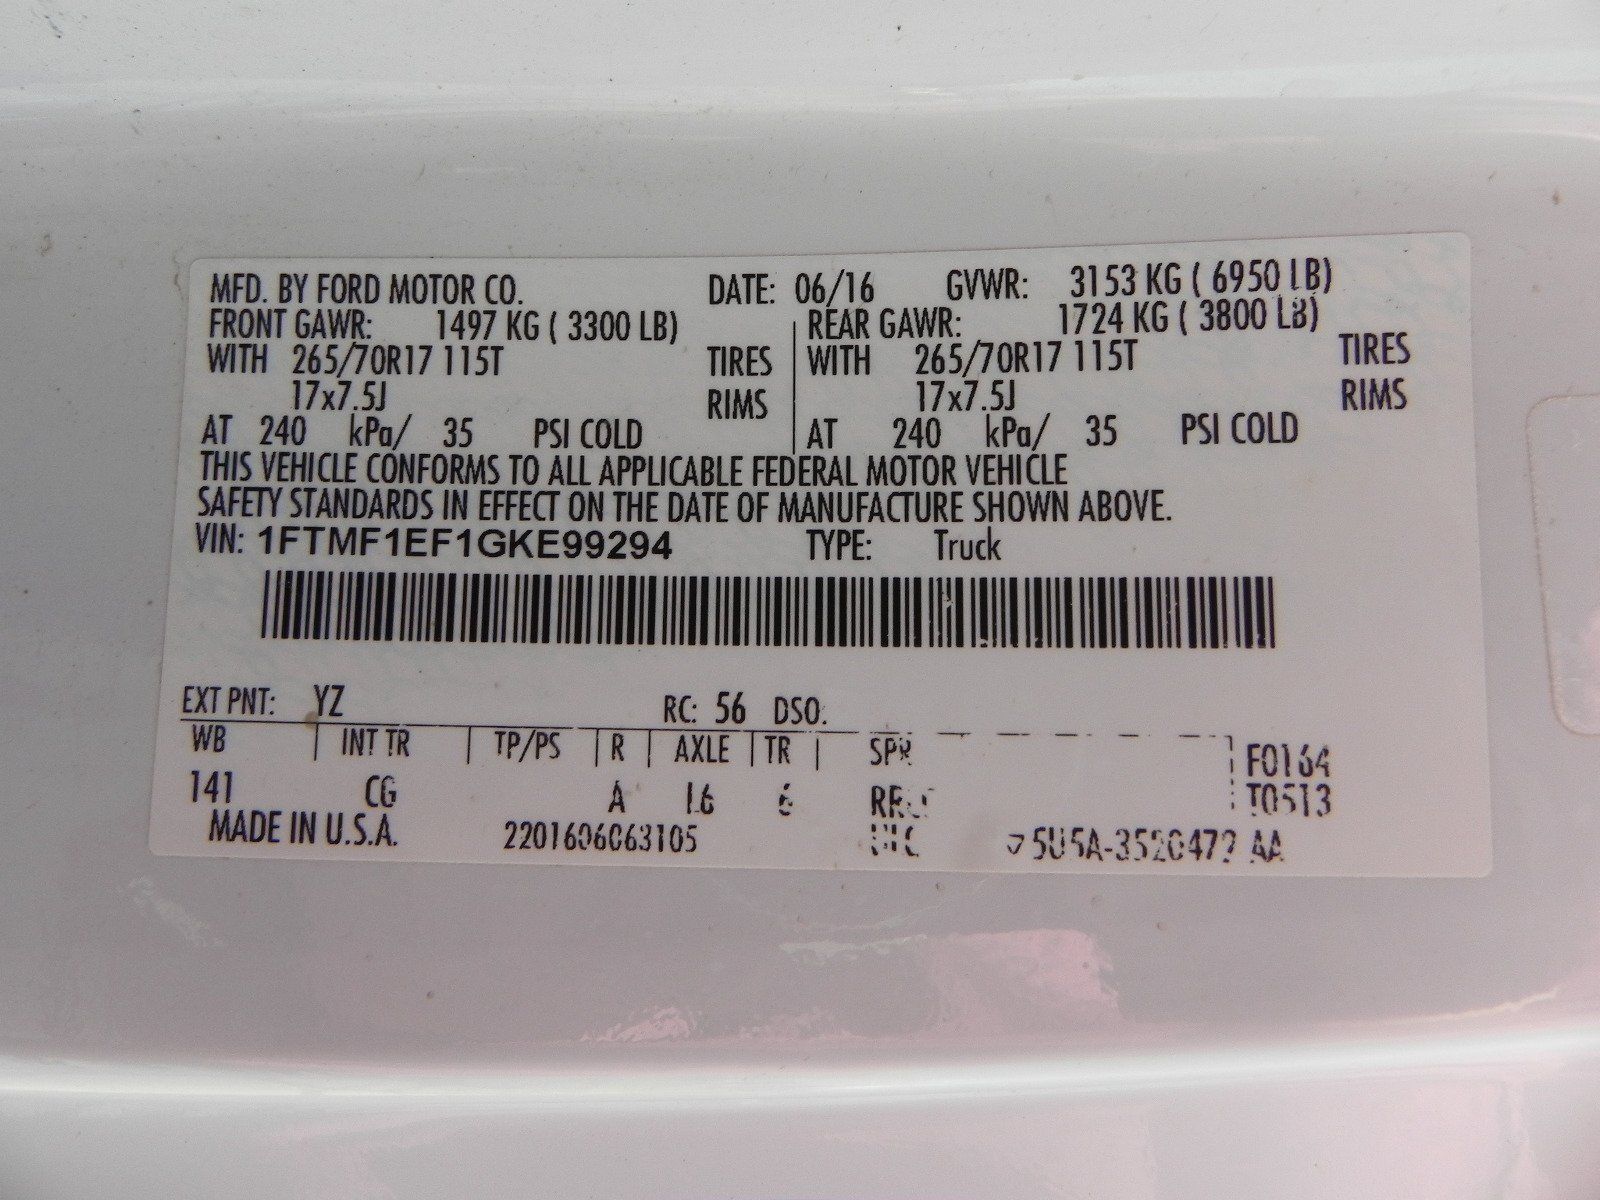 MFD. BY FORD MOTOR CO. DATE: 06/16 GVWR: 3153 KG ( 6950 LB)
FRONT GAWR: 1497 KG ( 3300 LB) REAR GAWR: 1724 KG ( 3800 LB)
WITH 265/70R17 115T TIRES WITH 265/70R17 115T TIRES
17x7.5J RIMS 17x7.5J RIMS
AT 240 kPa/ 35 PSI COLD AT 240 kPa/ 35 PSI COLD
THIS VEHICLE CONFORMS TO ALL APPLICABLE FEDERAL MOTOR VEHICLE
SAFETY STANDARDS IN EFFECT ON THE DATE OF MANUFACTURE SHOWN ABOVE.
VIN: 1FTMF1EF1GKE99294 TYPE: Truck
EXT PNT: YZ RC: 56 DSO:
WB INT TR TP/PS R AXLE TR SPR F0164
141 CG A L6 6 T0513
MADE IN U.S.A. 2201606063105